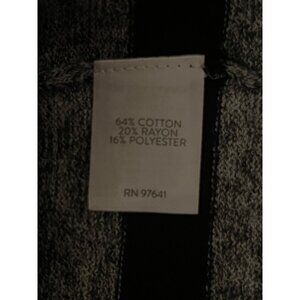 64% COTTON
20% RAYON
16% POLYESTER
RN 97641